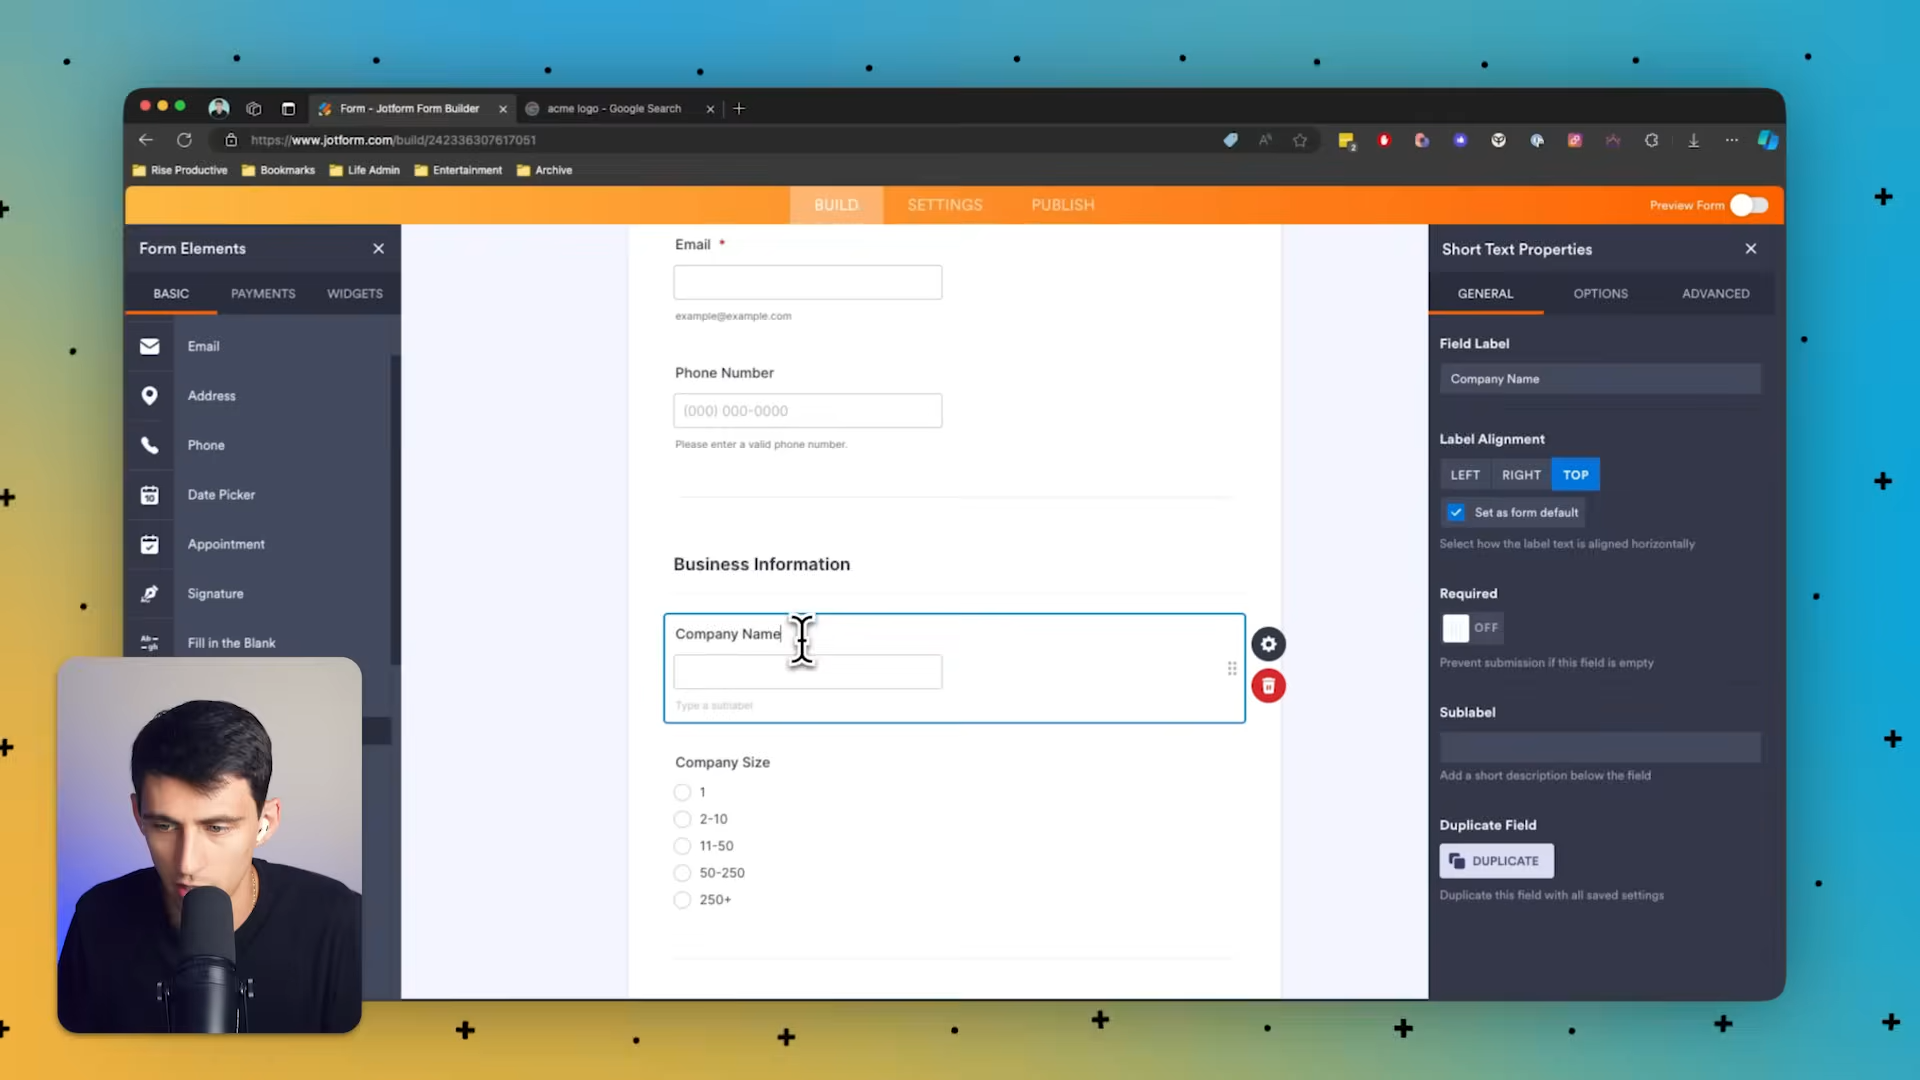 Form - Jotform Form Builder
acme logo - Google Search
https://www.jotform.com/build/242336307617051
Rise Productive
Bookmarks
Life Admin
Entertainment
Archive
BUILD
SETTINGS
PUBLISH
Preview Form
Form Elements
BASIC
PAYMENTS
WIDGETS
Email
Address
Phone
10
Date Picker
Appointment
Signature
Ab
gh
Fill in the Blank
Email *
example@example.com
Phone Number
(000) 000-0000
Please enter a valid phone number.
Business Information
Company Name
Type a sublabel
Company Size
1
2-10
11-50
50-250
250+
Short Text Properties
GENERAL
OPTIONS
ADVANCED
Field Label
Company Name
Label Alignment
LEFT
RIGHT
TOP
Set as form default
Select how the label text is aligned horizontally
Required
OFF
Prevent submission if this field is empty
Sublabel
Add a short description below the field
Duplicate Field
DUPLICATE
Duplicate this field with all saved settings